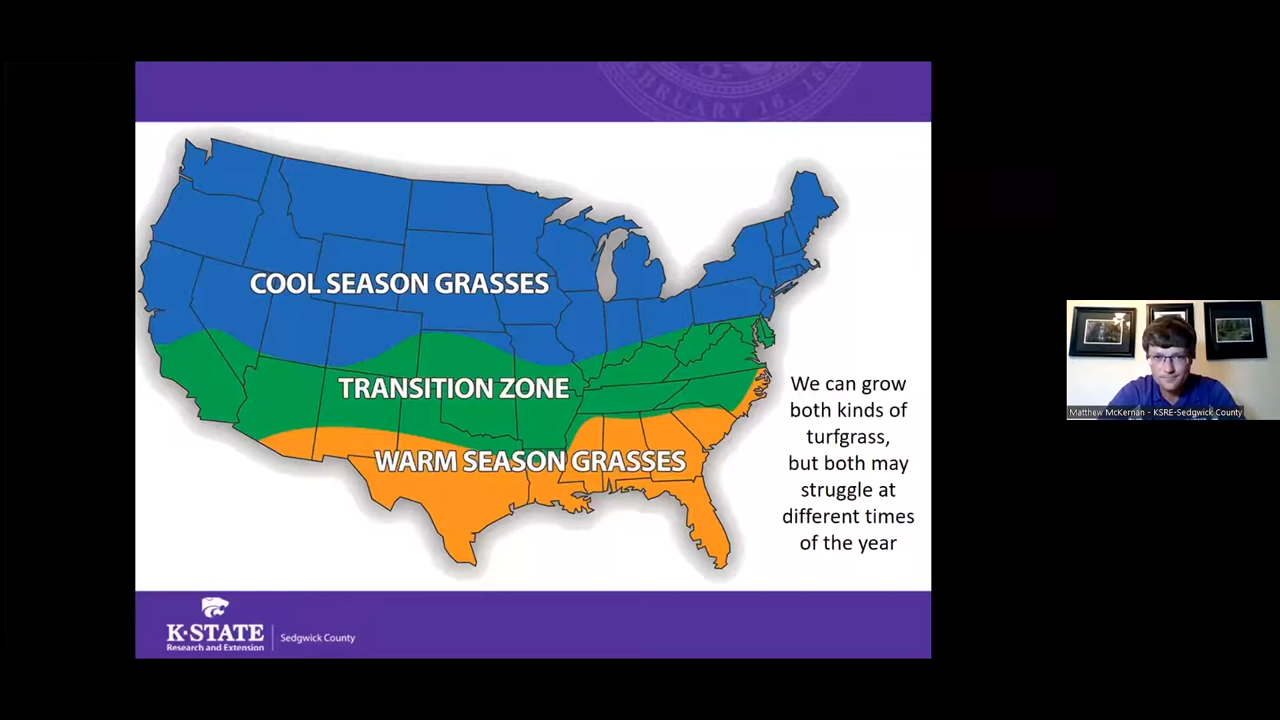 COOL SEASON GRASSES
TRANSITION ZONE
WARM SEASON GRASSES
We can grow
both kinds of
turfgrass,
but both may
struggle at
different times
of the year
K-STATE
Research and Extension
Sedgwick County
Matthew McKernan - KSRE-Sedgwick County